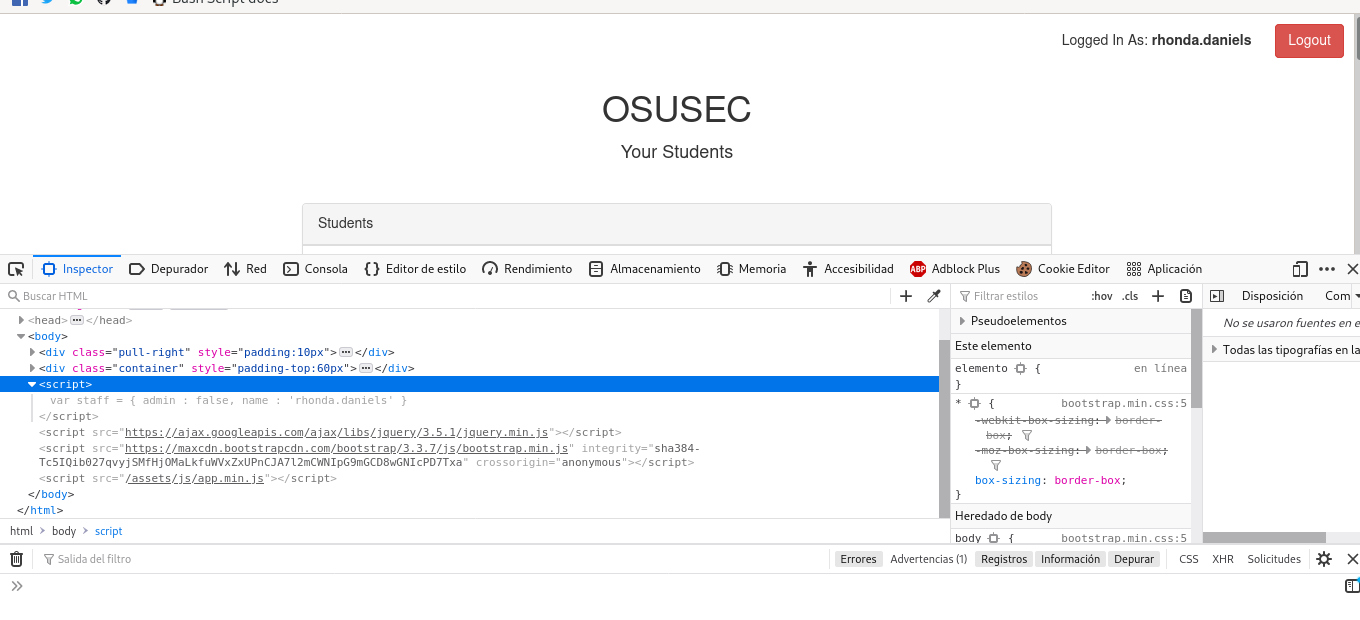 Bash Script docs
Logged In As: rhonda.daniels Logout
OSUSEC
Your Students
Students
Inspector Depurador Red Consola Editor de estilo Rendimiento Almacenamiento Memoria Accesibilidad ABP Adblock Plus Cookie Editor Aplicación
Buscar HTML
<head> </head>
<body>
<div class="pull-right" style="padding:10px"> </div>
<div class="container" style="padding-top:60px"> </div>
<script>
var staff = { admin : false, name : 'rhonda.daniels' }
</script>
<script src="https://ajax.googleapis.com/ajax/libs/jquery/3.5.1/jquery.min.js"></script>
<script src="https://maxcdn.bootstrapcdn.com/bootstrap/3.3.7/js/bootstrap.min.js" integrity="sha384-
Tc5IQib027qvyjSMfHjOMaLkfuWVxZxUPnCJA7l2mCWNIpG9mGCD8wGNIcPD7Txa" crossorigin="anonymous"></script>
<script src="/assets/js/app.min.js"></script>
</body>
</html>
html > body > script
Filtrar estilos :hov .cls
Pseudoelementos
Este elemento
elemento { en línea
}
* { bootstrap.min.css:5
-webkit-box-sizing: border-
box;
-moz-box-sizing: border-box;
box-sizing: border-box;
}
Heredado de body
body { bootstrap.min.css:5
Disposición Com
No se usaron fuentes en e
Todas las tipografías en la
Salida del filtro Errores Advertencias (1) Registros Información Depurar CSS XHR Solicitudes